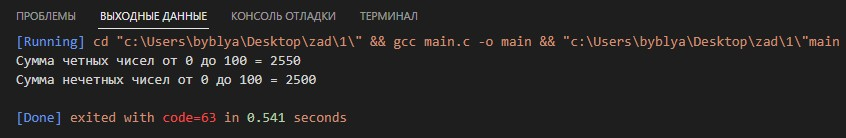 ПРОБЛЕМЫ ВЫХОДНЫЕ ДАННЫЕ КОНСОЛЬ ОТЛАДКИ ТЕРМИНАЛ
[Running] cd "c:\Users\byblya\Desktop\zad\1\" && gcc main.c -o main && "c:\Users\byblya\Desktop\zad\1\"main
Сумма четных чисел от 0 до 100 = 2550
Сумма нечетных чисел от 0 до 100 = 2500
[Done] exited with code=63 in 0.541 seconds